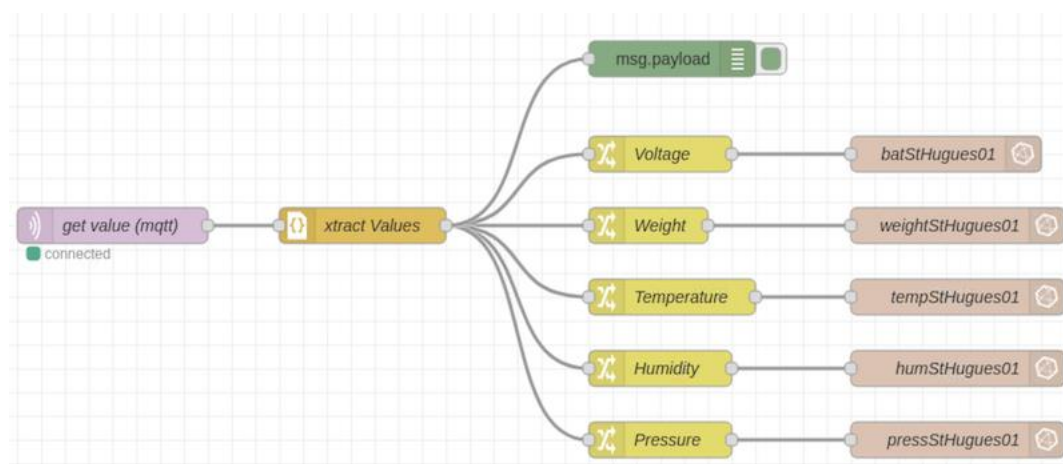 msg.payload
Voltage
batStHugues01
get value (mqtt)
xtract Values
Weight
weightStHugues01
connected
Temperature
tempStHugues01
Humidity
humStHugues01
Pressure
pressStHugues01